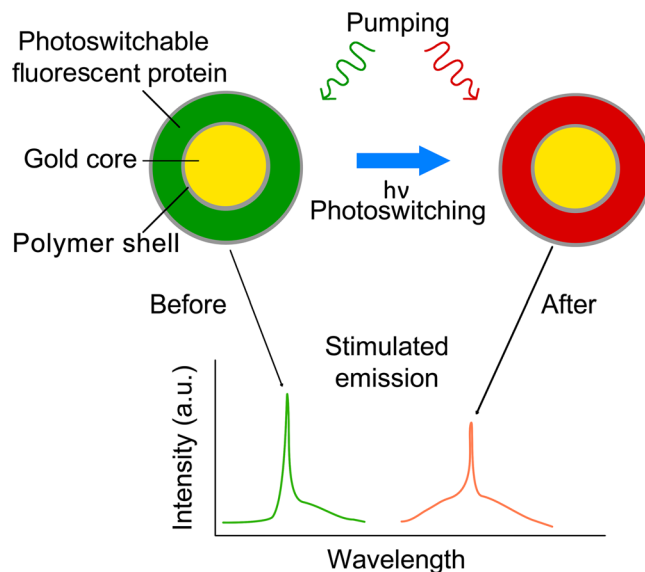 Pumping
Photoswitchable
fluorescent protein
Gold core
Polymer shell
hν
Photoswitching
Before
After
Stimulated
emission
Intensity (a.u.)
Wavelength